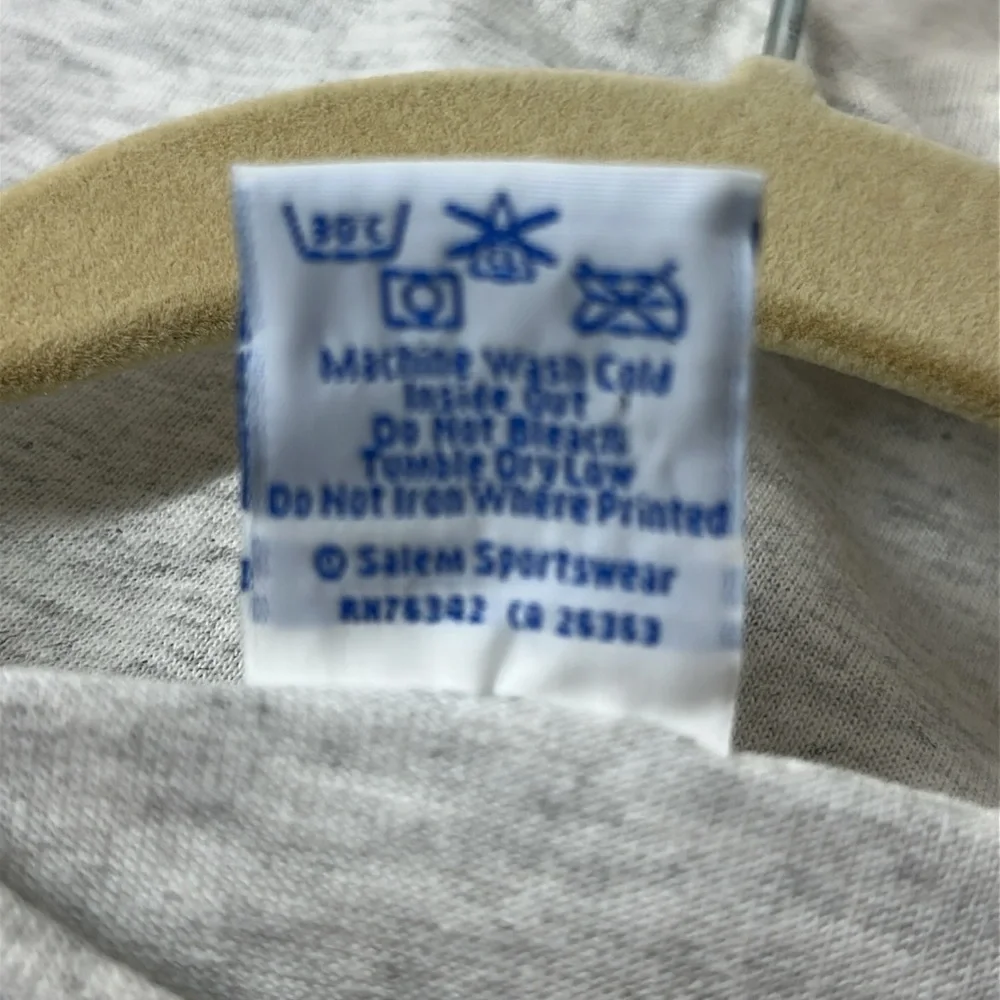 30°C
CL
Machine Wash Cold
Inside Out
Do Not Bleach
Tumble Dry Low
Do Not Iron Where Printed
© Salem Sportswear
RN76342 CA 26363